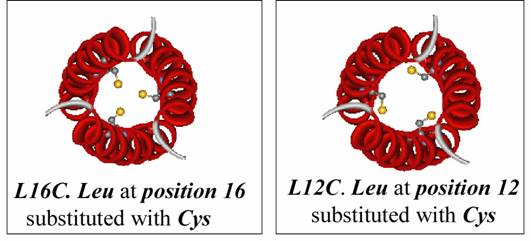 L16C. Leu at position 16
substituted with Cys
L12C. Leu at position 12
substituted with Cys